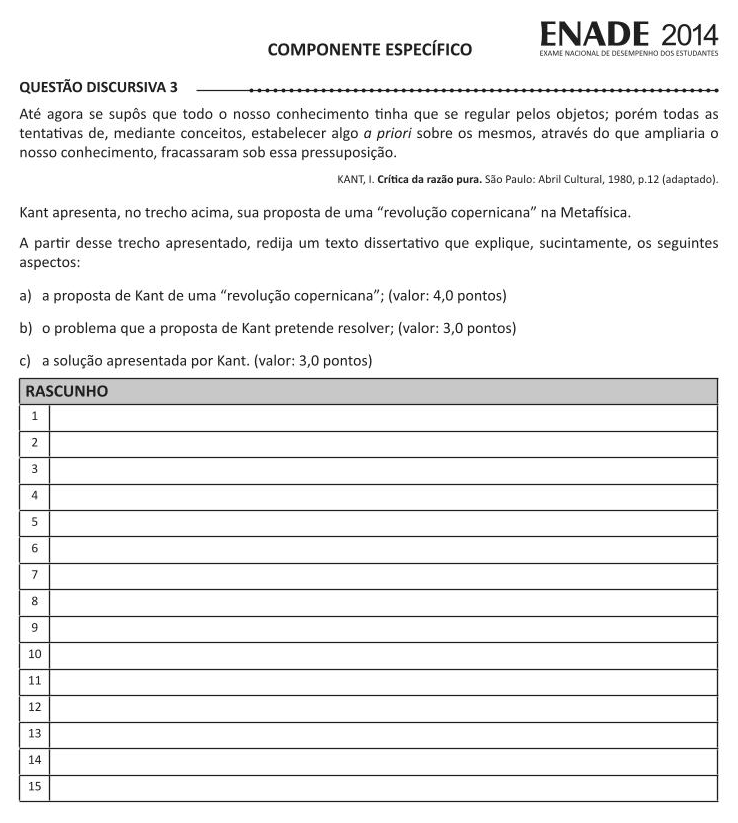 COMPONENTE ESPECÍFICO
ENADE 2014
EXAME NACIONAL DE DESEMPENHO DOS ESTUDANTES
QUESTÃO DISCURSIVA 3
Até agora se supôs que todo o nosso conhecimento tinha que se regular pelos objetos; porém todas as
tentativas de, mediante conceitos, estabelecer algo a priori sobre os mesmos, através do que ampliaria o
nosso conhecimento, fracassaram sob essa pressuposição.
KANT, I. Crítica da razão pura. São Paulo: Abril Cultural, 1980, p.12 (adaptado).
Kant apresenta, no trecho acima, sua proposta de uma “revolução copernicana” na Metafísica.
A partir desse trecho apresentado, redija um texto dissertativo que explique, sucintamente, os seguintes
aspectos:
a) a proposta de Kant de uma “revolução copernicana”; (valor: 4,0 pontos)
b) o problema que a proposta de Kant pretende resolver; (valor: 3,0 pontos)
c) a solução apresentada por Kant. (valor: 3,0 pontos)
RASCUNHO
1
2
3
4
5
6
7
8
9
10
11
12
13
14
15